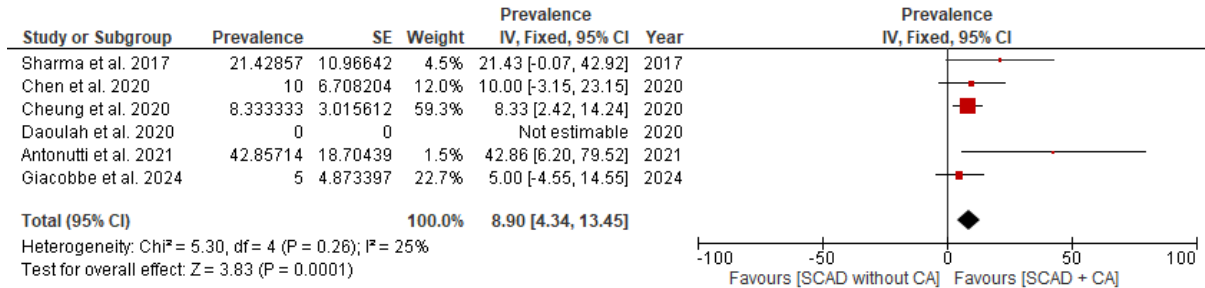 Prevalence Prevalence
Study or Subgroup Prevalence SE Weight IV, Fixed, 95% CI Year IV, Fixed, 95% CI
Sharma et al. 2017 21.42857 10.96642 4.5% 21.43 [-0.07, 42.92] 2017
Chen et al. 2020 10 6.708204 12.0% 10.00 [-3.15, 23.15] 2020
Cheung et al. 2020 8.333333 3.015612 59.3% 8.33 [2.42, 14.24] 2020
Daoulah et al. 2020 0 0 Not estimable 2020
Antonutti et al. 2021 42.85714 18.70439 1.5% 42.86 [6.20, 79.52] 2021
Giacobbe et al. 2024 5 4.873397 22.7% 5.00 [-4.55, 14.55] 2024
Total (95% CI) 100.0% 8.90 [4.34, 13.45]
Heterogeneity: Chi² = 5.30, df = 4 (P = 0.26); I² = 25%
Test for overall effect: Z = 3.83 (P = 0.0001)
-100 -50 0 50 100
Favours [SCAD without CA] Favours [SCAD + CA]